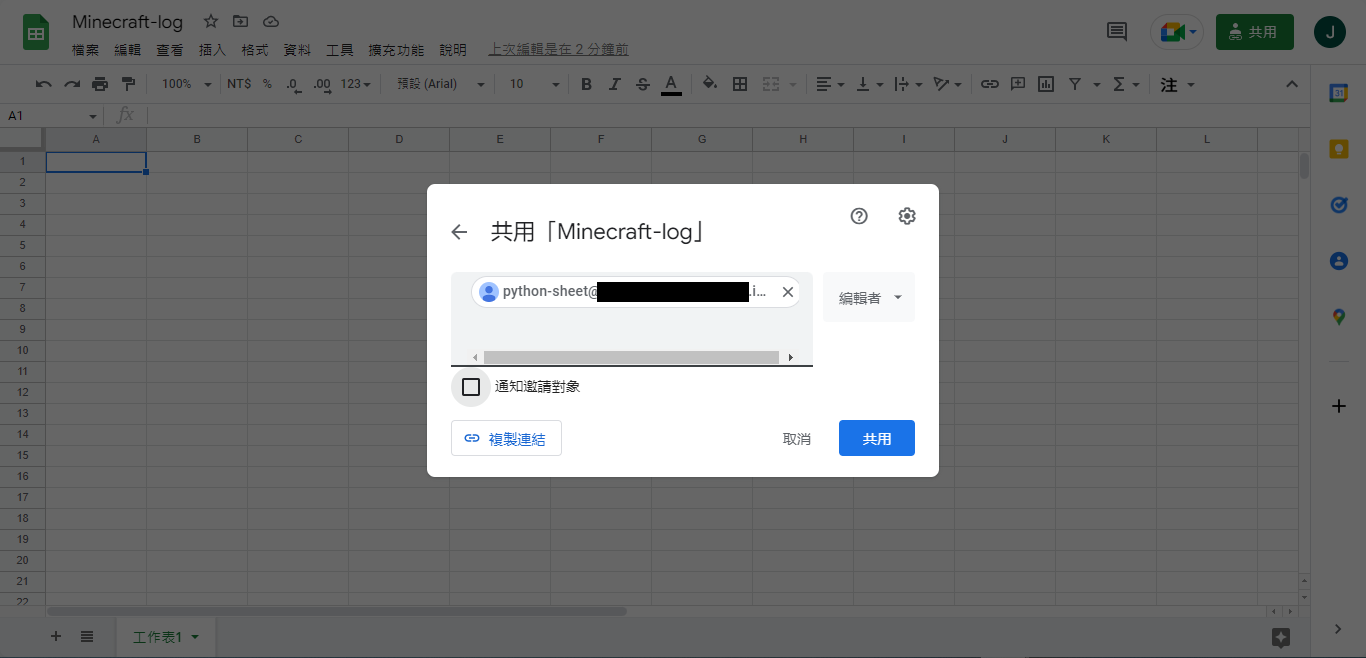 Minecraft-log
檔案 編輯 查看 插入 格式 資料 工具 擴充功能 說明 上次編輯是在 2 分鐘前
共用
J
100% NT$ % .0 .00 123 預設 (Arial) 10 B I S A 注
31
A1 fx
A B C D E F G H I J K L
1
2
3
4
5
6
7
8
9
10
11
12
13
14
15
16
17
18
19
20
21
22
共用「Minecraft-log」
python-sheet@ .i...
編輯者
通知邀請對象
複製連結 取消 共用
工作表1